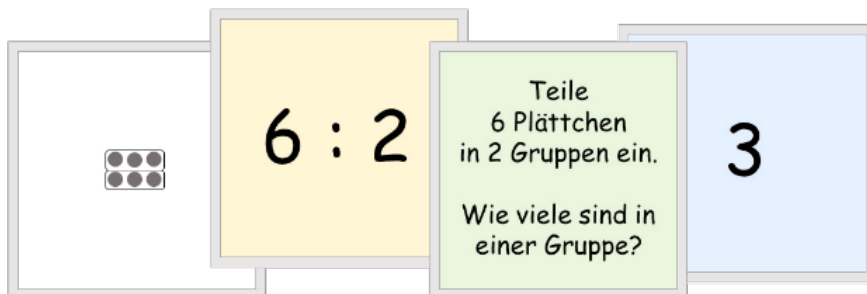 6 : 2
Teile
6 Plättchen
in 2 Gruppen ein.
Wie viele sind in
einer Gruppe?
3